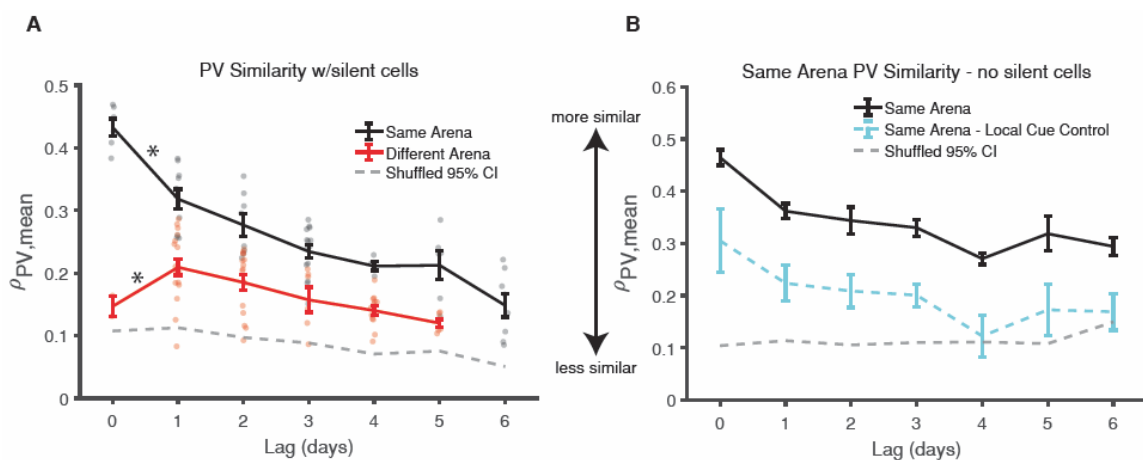 A
PV Similarity w/silent cells
0.5
0.4
0.3
0.2
0.1
0
ρPV,mean
*
*
Same Arena
Different Arena
Shuffled 95% CI
0 1 2 3 4 5 6
Lag (days)
more similar
less similar
B
Same Arena PV Similarity - no silent cells
0.6
0.5
0.4
0.3
0.2
0.1
0
ρPV,mean
Same Arena
Same Arena - Local Cue Control
Shuffled 95% CI
0 1 2 3 4 5 6
Lag (days)